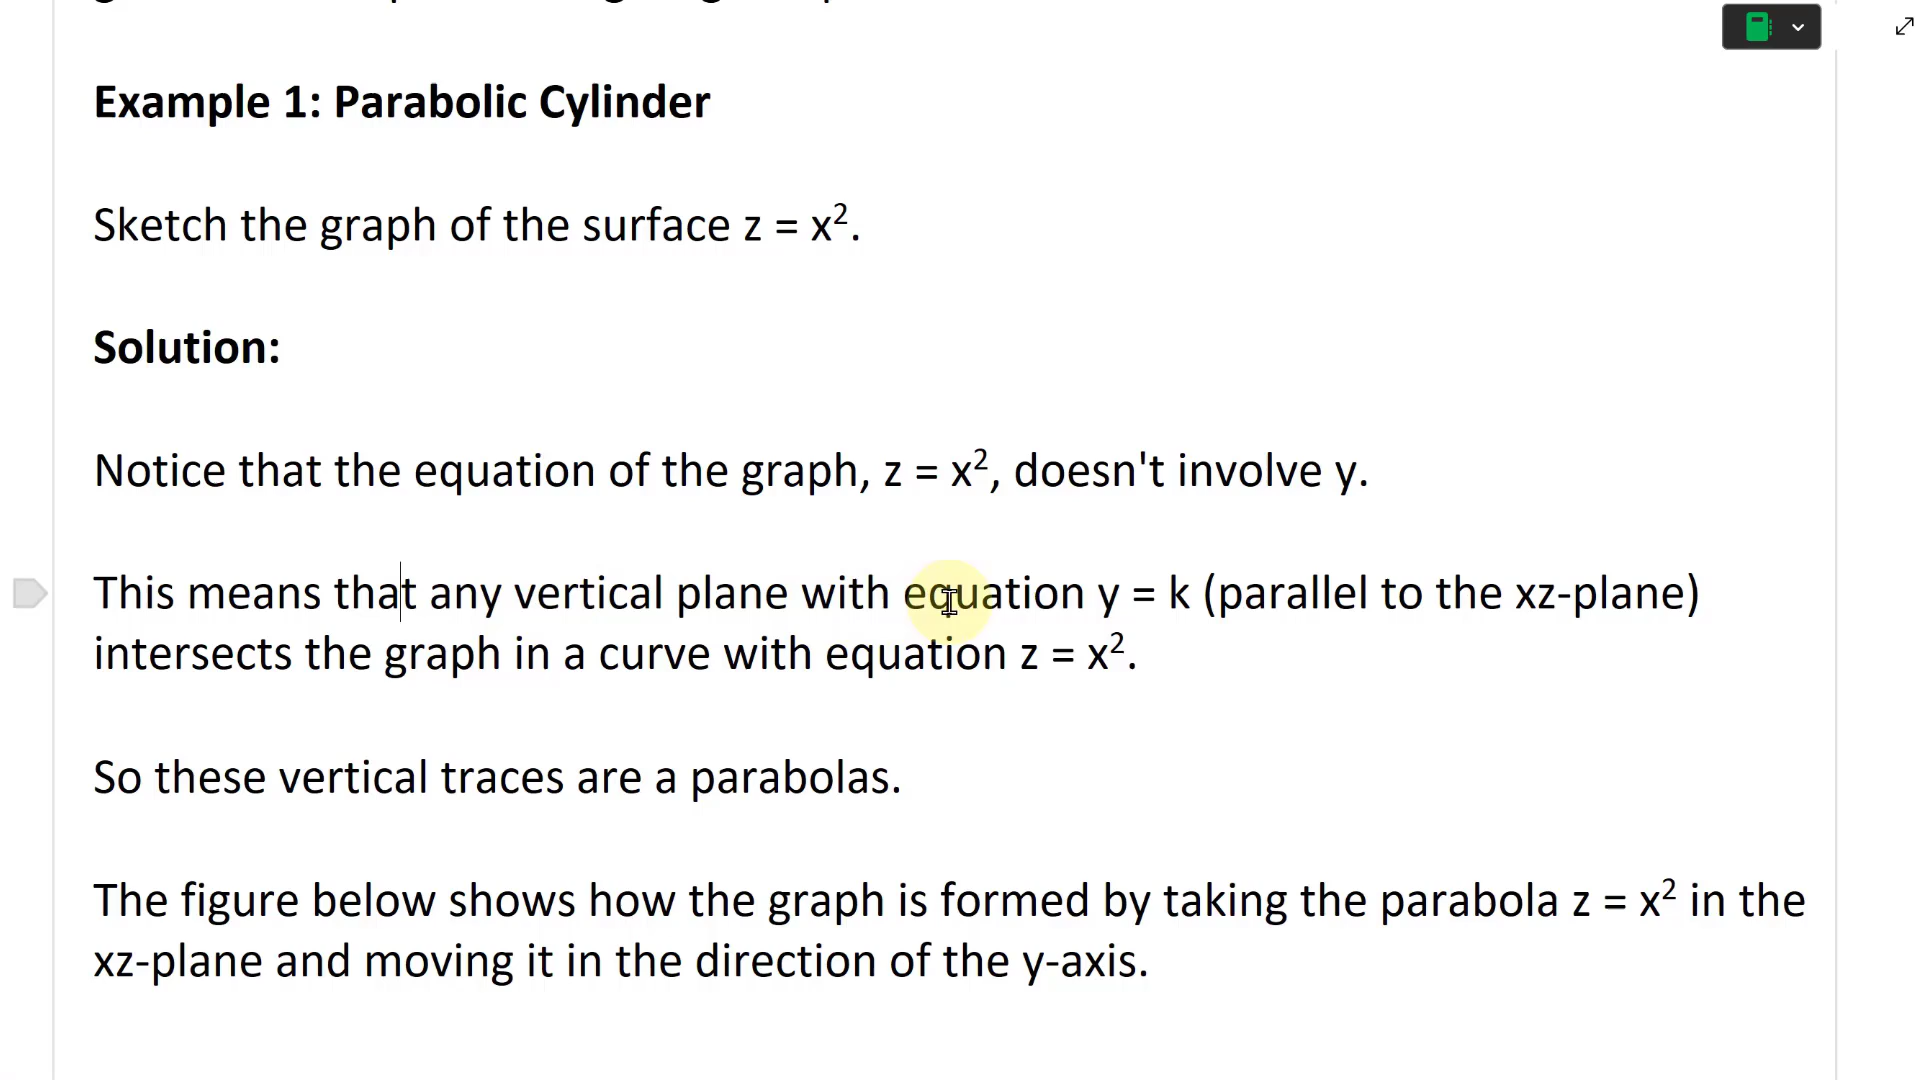 Example 1: Parabolic Cylinder
Sketch the graph of the surface z = x².
Solution:
Notice that the equation of the graph, z = x², doesn't involve y.
This means that any vertical plane with equation y = k (parallel to the xz-plane)
intersects the graph in a curve with equation z = x².
So these vertical traces are a parabolas.
The figure below shows how the graph is formed by taking the parabola z = x² in the
xz-plane and moving it in the direction of the y-axis.